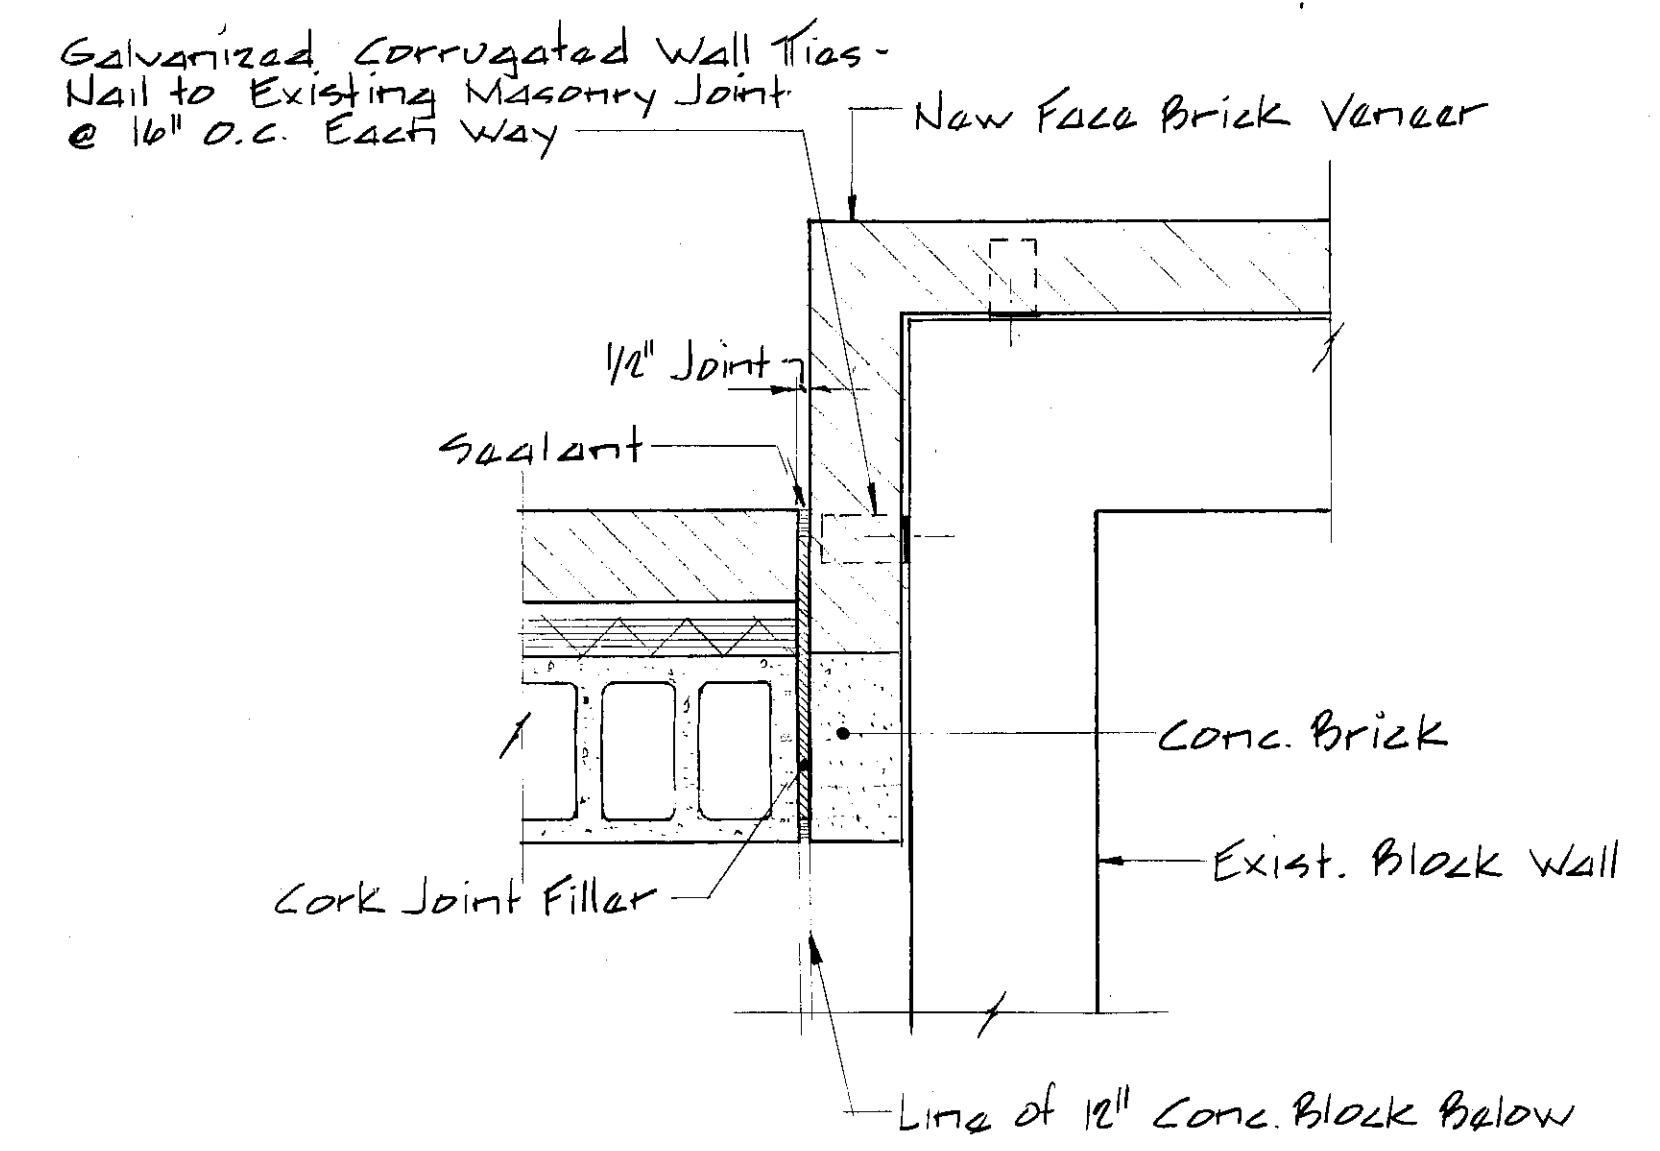 Galvanized Corrugated Wall Ties-
Nail to Existing Masonry Joint
@ 16" O.C. Each Way
New Face Brick Veneer
1/2" Joint
Sealant
Conc. Brick
Exist. Block Wall
Cork Joint Filler
Line of 12" Conc. Block Below